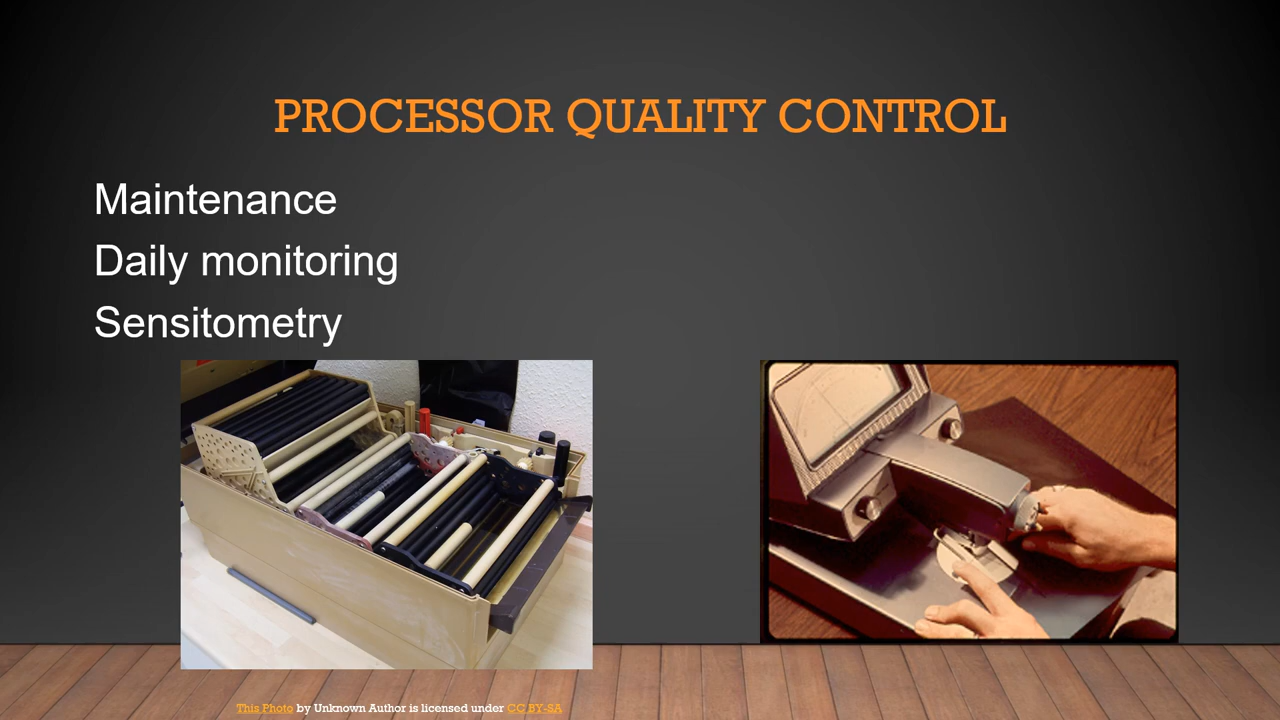 PROCESSOR QUALITY CONTROL
Maintenance
Daily monitoring
Sensitometry
This Photo by Unknown Author is licensed under CC BY-SA